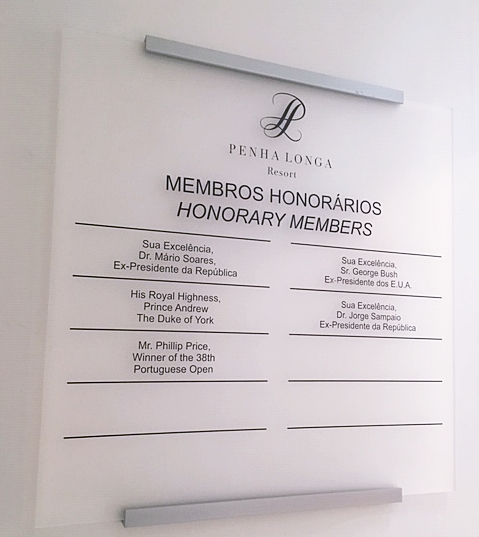 PENHA LONGA
Resort
MEMBROS HONORÁRIOS
HONORARY MEMBERS
Sua Excelência,
Dr. Mário Soares,
Ex-Presidente da República
Sua Excelência,
Sr. George Bush
Ex-Presidente dos E.U.A.
His Royal Highness,
Prince Andrew
The Duke of York
Sua Excelência,
Dr. Jorge Sampaio
Ex-Presidente da República
Mr. Phillip Price,
Winner of the 38th
Portuguese Open